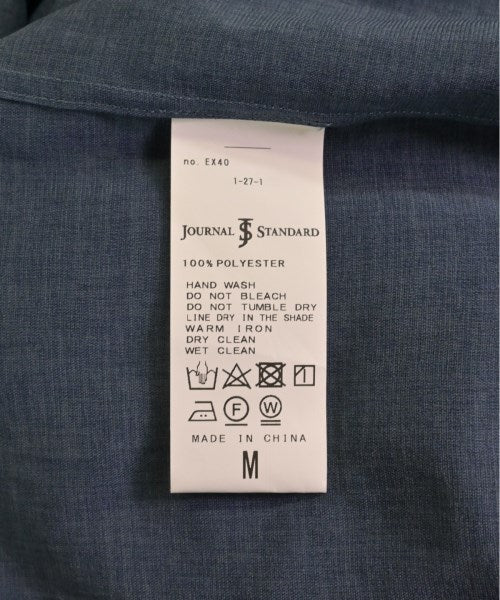 no. EX40
1-27-1
JOURNAL JS STANDARD
100% POLYESTER
HAND WASH
DO NOT BLEACH
DO NOT TUMBLE DRY
LINE DRY IN THE SHADE
WARM IRON
DRY CLEAN
WET CLEAN
F W
MADE IN CHINA
M